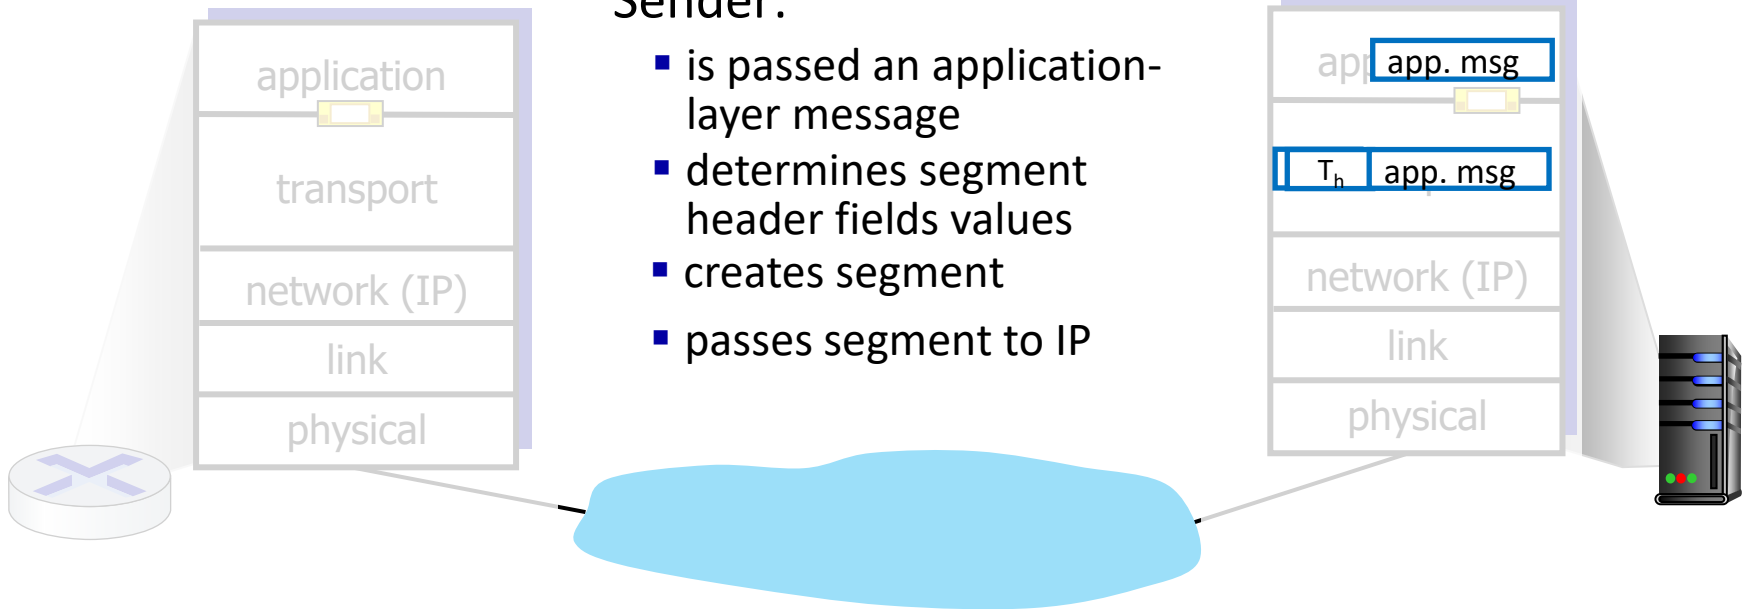 Sender:
▪ is passed an application-
layer message
▪ determines segment
header fields values
▪ creates segment
▪ passes segment to IP
application
transport
network (IP)
link
physical
app. msg
Th app. msg
network (IP)
link
physical